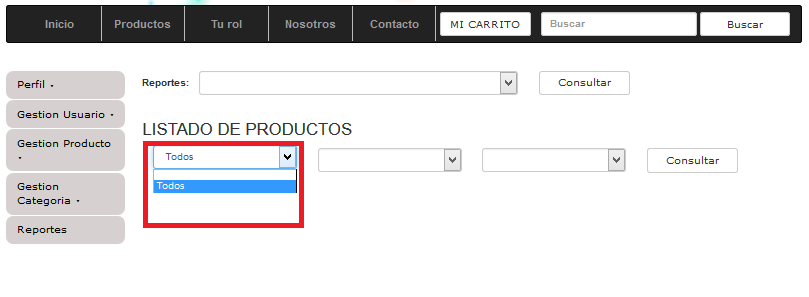 Inicio Productos Tu rol Nosotros Contacto MI CARRITO Buscar Buscar
Perfil
Reportes: Consultar
Gestion Usuario
Gestion Producto
LISTADO DE PRODUCTOS
Todos Consultar
Todos
Gestion
Categoria
Reportes